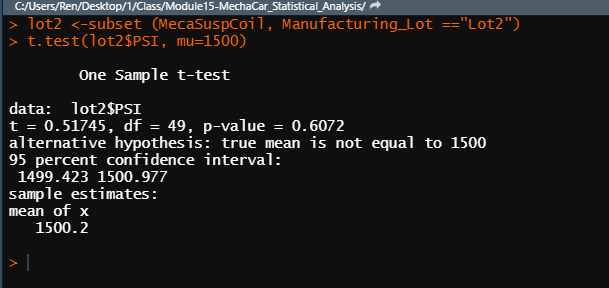 C:/Users/Ren/Desktop/1/Class/Module15-MechaCar_Statistical_Analysis/
> lot2 <-subset (MecaSuspCoil, Manufacturing_Lot =="Lot2")
> t.test(lot2$PSI, mu=1500)
One Sample t-test
data:  lot2$PSI
t = 0.51745, df = 49, p-value = 0.6072
alternative hypothesis: true mean is not equal to 1500
95 percent confidence interval:
1499.423 1500.977
sample estimates:
mean of x
1500.2
>